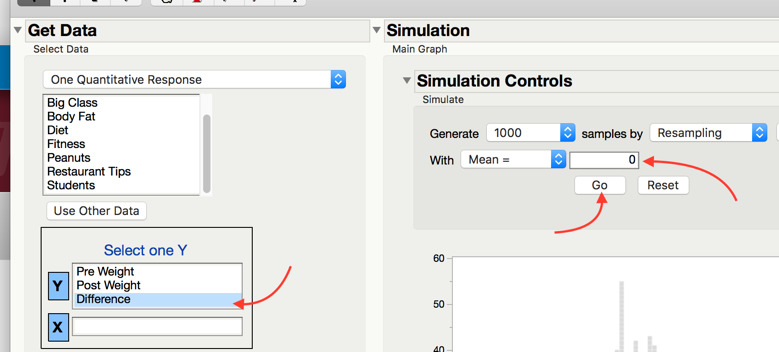 Get Data
Select Data
One Quantitative Response
Big Class
Body Fat
Diet
Fitness
Peanuts
Restaurant Tips
Students
Use Other Data
Select one Y
Y
Pre Weight
Post Weight
Difference
X
Simulation
Main Graph
Simulation Controls
Simulate
Generate 1000 samples by Resampling
With Mean = 0
Go Reset
60
50
40